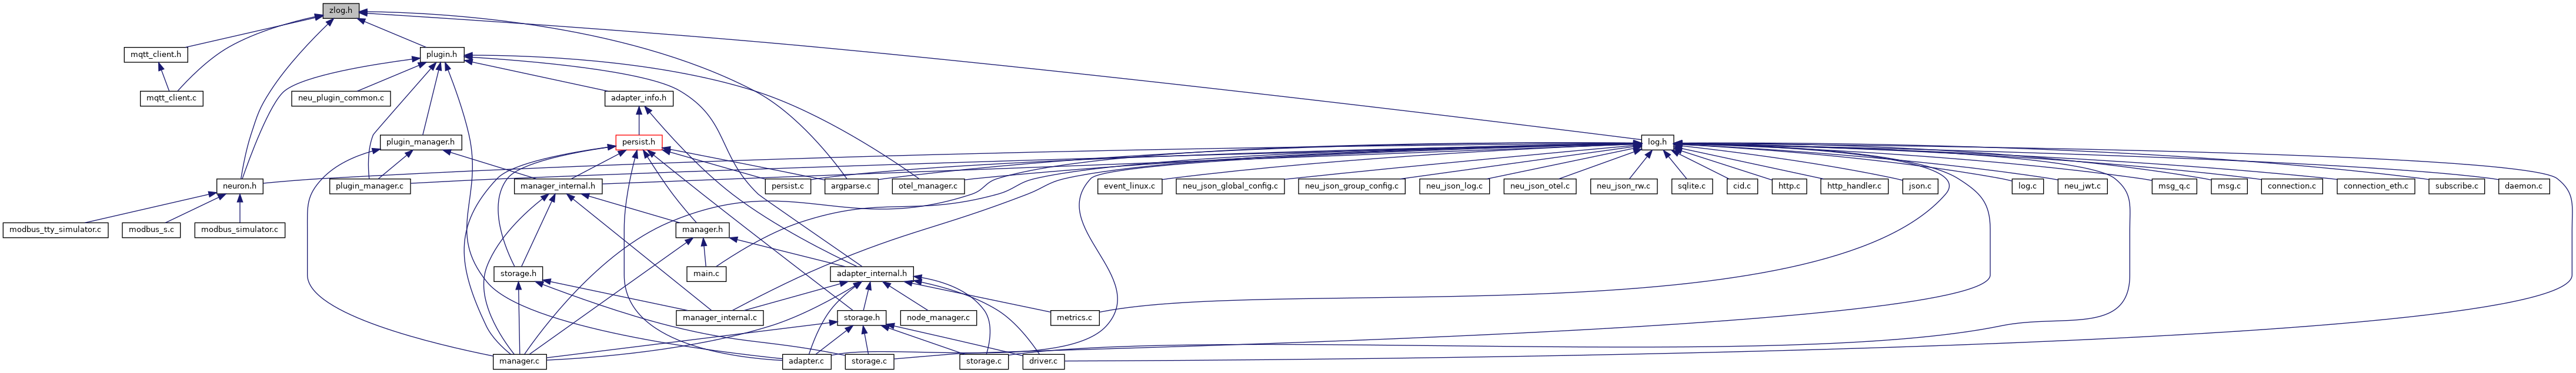 zlog.h
mqtt_client.h
plugin.h
mqtt_client.c
neu_plugin_common.c
adapter_info.h
plugin_manager.h
persist.h
log.h
neuron.h
plugin_manager.c
manager_internal.h
persist.c
argparse.c
otel_manager.c
event_linux.c
neu_json_global_config.c
neu_json_group_config.c
neu_json_log.c
neu_json_otel.c
neu_json_rw.c
sqlite.c
cid.c
http.c
http_handler.c
json.c
log.c
neu_jwt.c
msg_q.c
msg.c
connection.c
connection_eth.c
subscribe.c
daemon.c
modbus_tty_simulator.c
modbus_s.c
modbus_simulator.c
manager.h
storage.h
main.c
adapter_internal.h
manager_internal.c
storage.h
node_manager.c
metrics.c
manager.c
adapter.c
storage.c
storage.c
driver.c